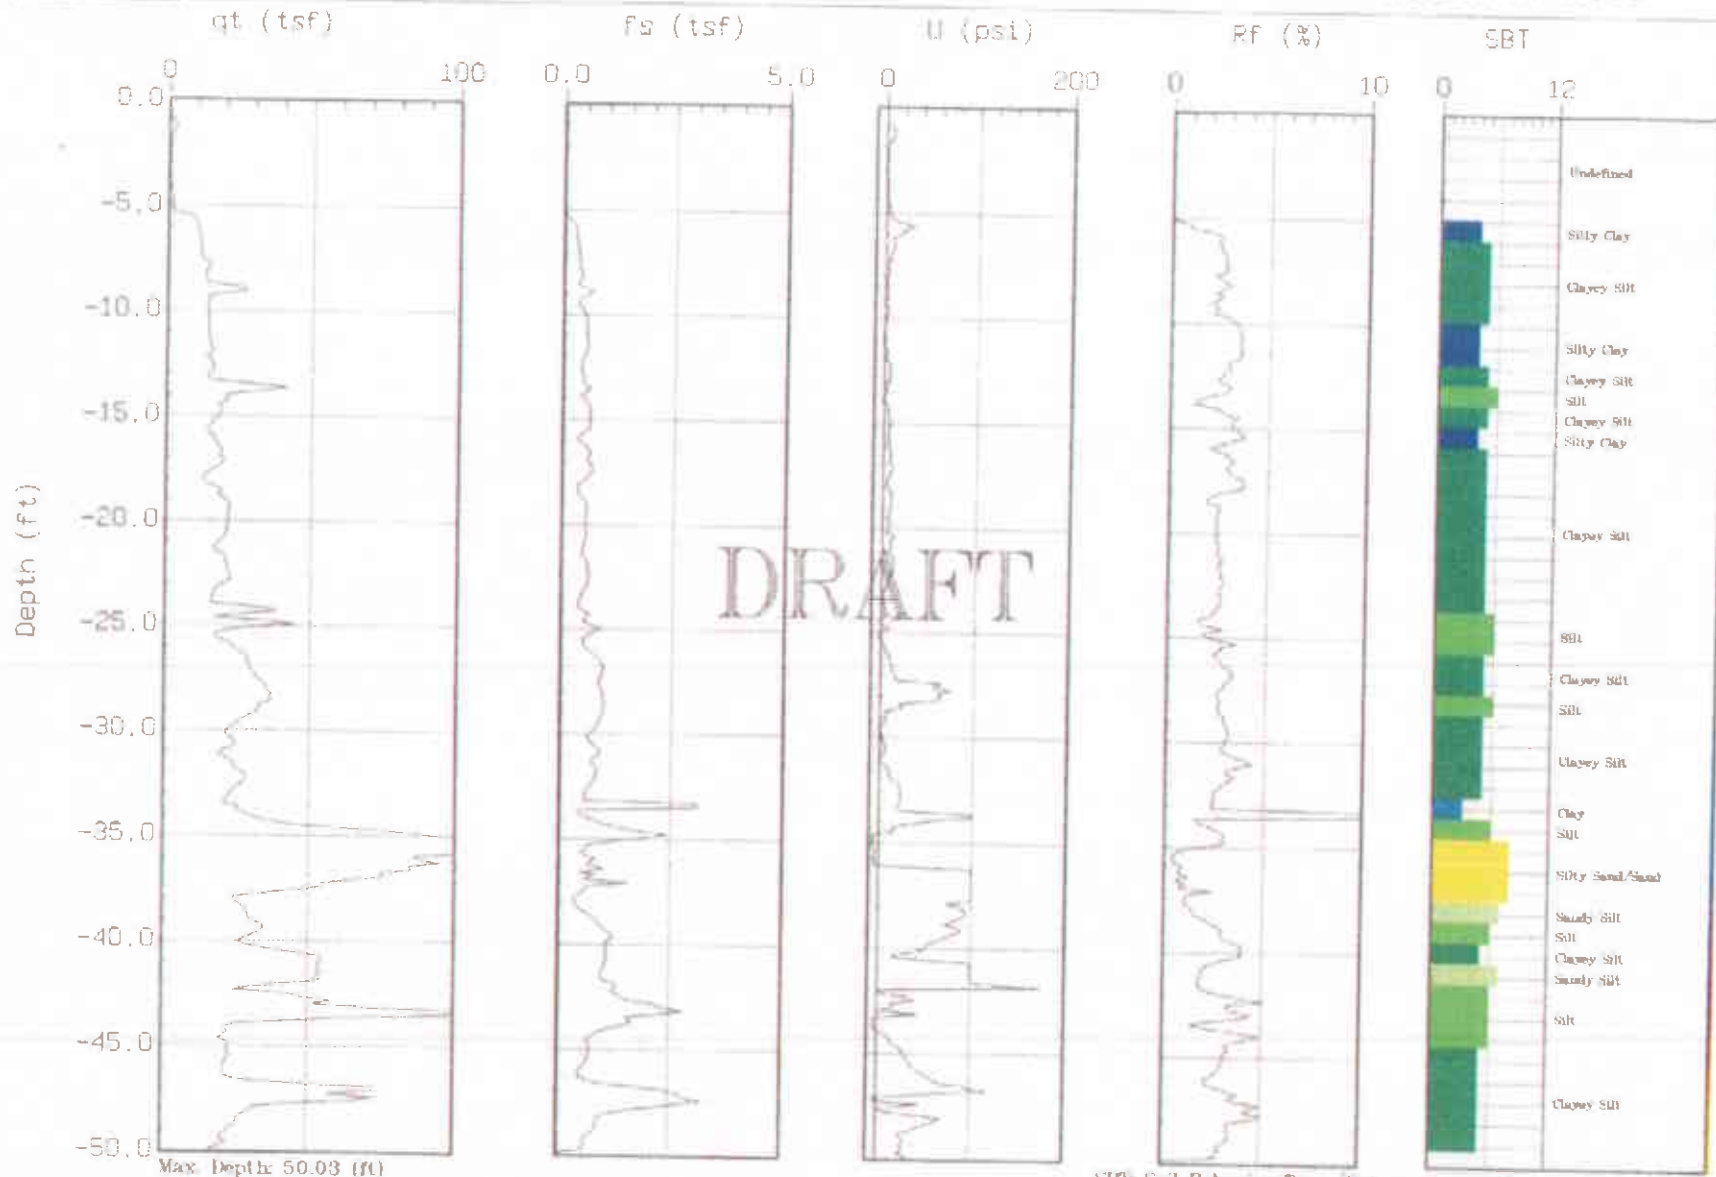 qt (tsf)
fs (tsf)
U (psi)
Rf (%)
SBT
0 100
0.0 5.0
0 200
0 10
0 12
Depth (ft)
0.0
-5.0
-10.0
-15.0
-20.0
-25.0
-30.0
-35.0
-40.0
-45.0
-50.0
DRAFT
Undefined
Silty Clay
Clayey Silt
Silty Clay
Clayey Silt
Silt
Clayey Silt
Silty Clay
Clayey Silt
Silt
Clayey Silt
Silt
Clayey Silt
Clay
Silt
Silty Sand/Sand
Sandy Silt
Silt
Clayey Silt
Sandy Silt
Silt
Clayey Silt
Max. Depth: 50.03 (ft)